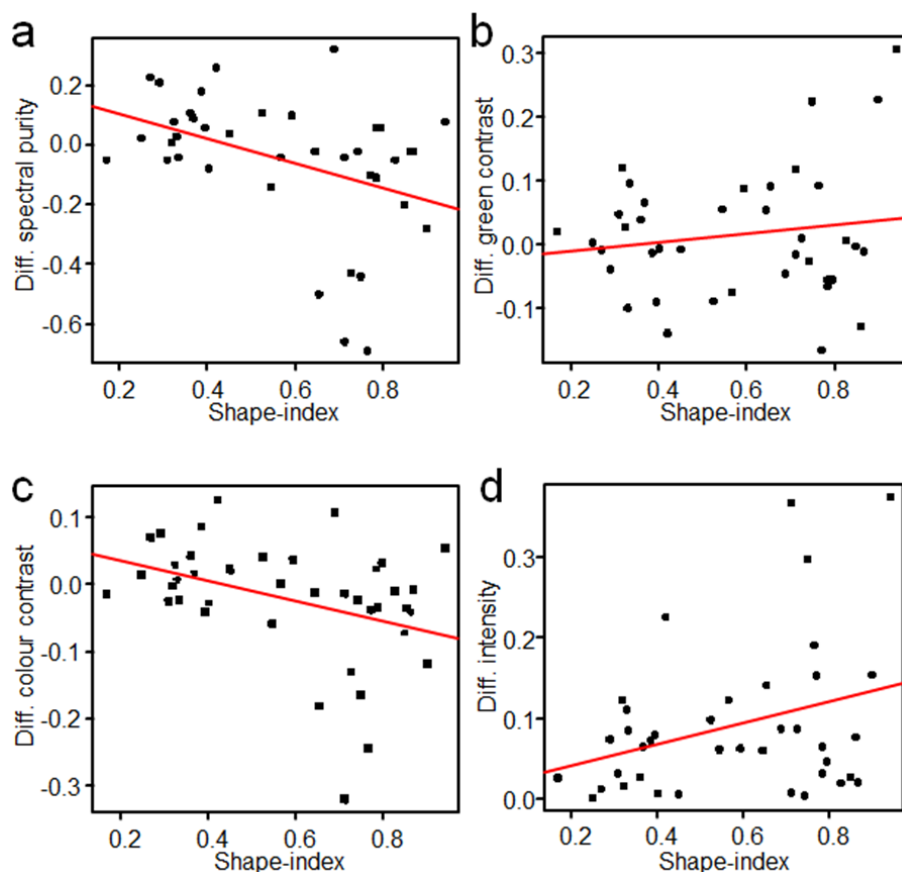 a
Diff. spectral purity
0.2
0.0
-0.2
-0.4
-0.6
0.2 0.4 0.6 0.8
Shape-index
b
Diff. green contrast
0.3
0.2
0.1
0.0
-0.1
0.2 0.4 0.6 0.8
Shape-index
c
Diff. colour contrast
0.1
0.0
-0.1
-0.2
-0.3
0.2 0.4 0.6 0.8
Shape-index
d
Diff. intensity
0.3
0.2
0.1
0.0
0.2 0.4 0.6 0.8
Shape-index